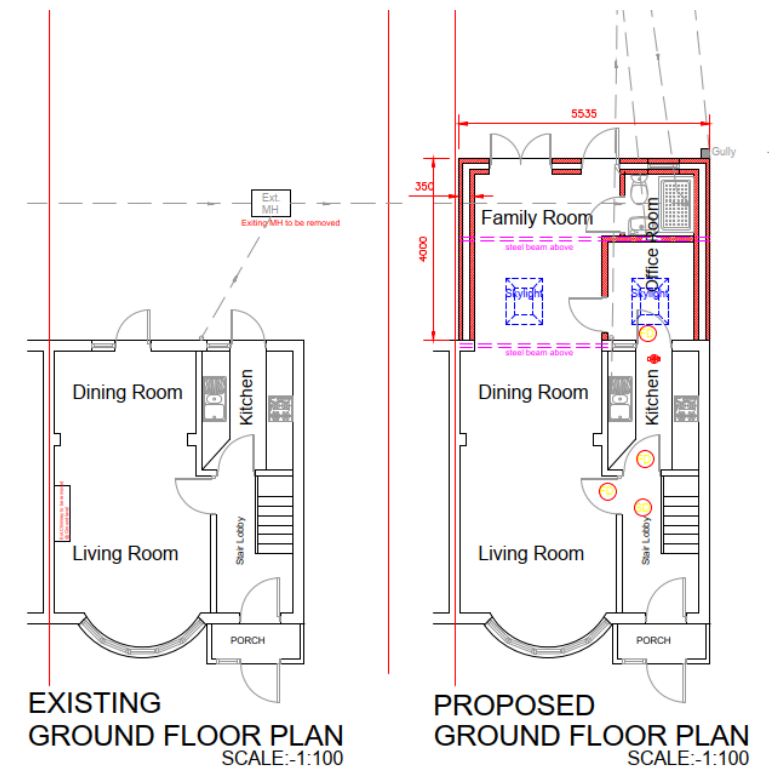 Ext.
MH
Exiting MH to be removed
Dining Room
Kitchen
Living Room
Stair Lobby
PORCH
EXISTING
GROUND FLOOR PLAN
SCALE:-1:100
5535
Gully
350
4000
Family Room
Office Room
steel beam above
Skylight
Skylight
steel beam above
Dining Room
Kitchen
FD
FD
Living Room
Stair Lobby
PORCH
PROPOSED
GROUND FLOOR PLAN
SCALE:-1:100